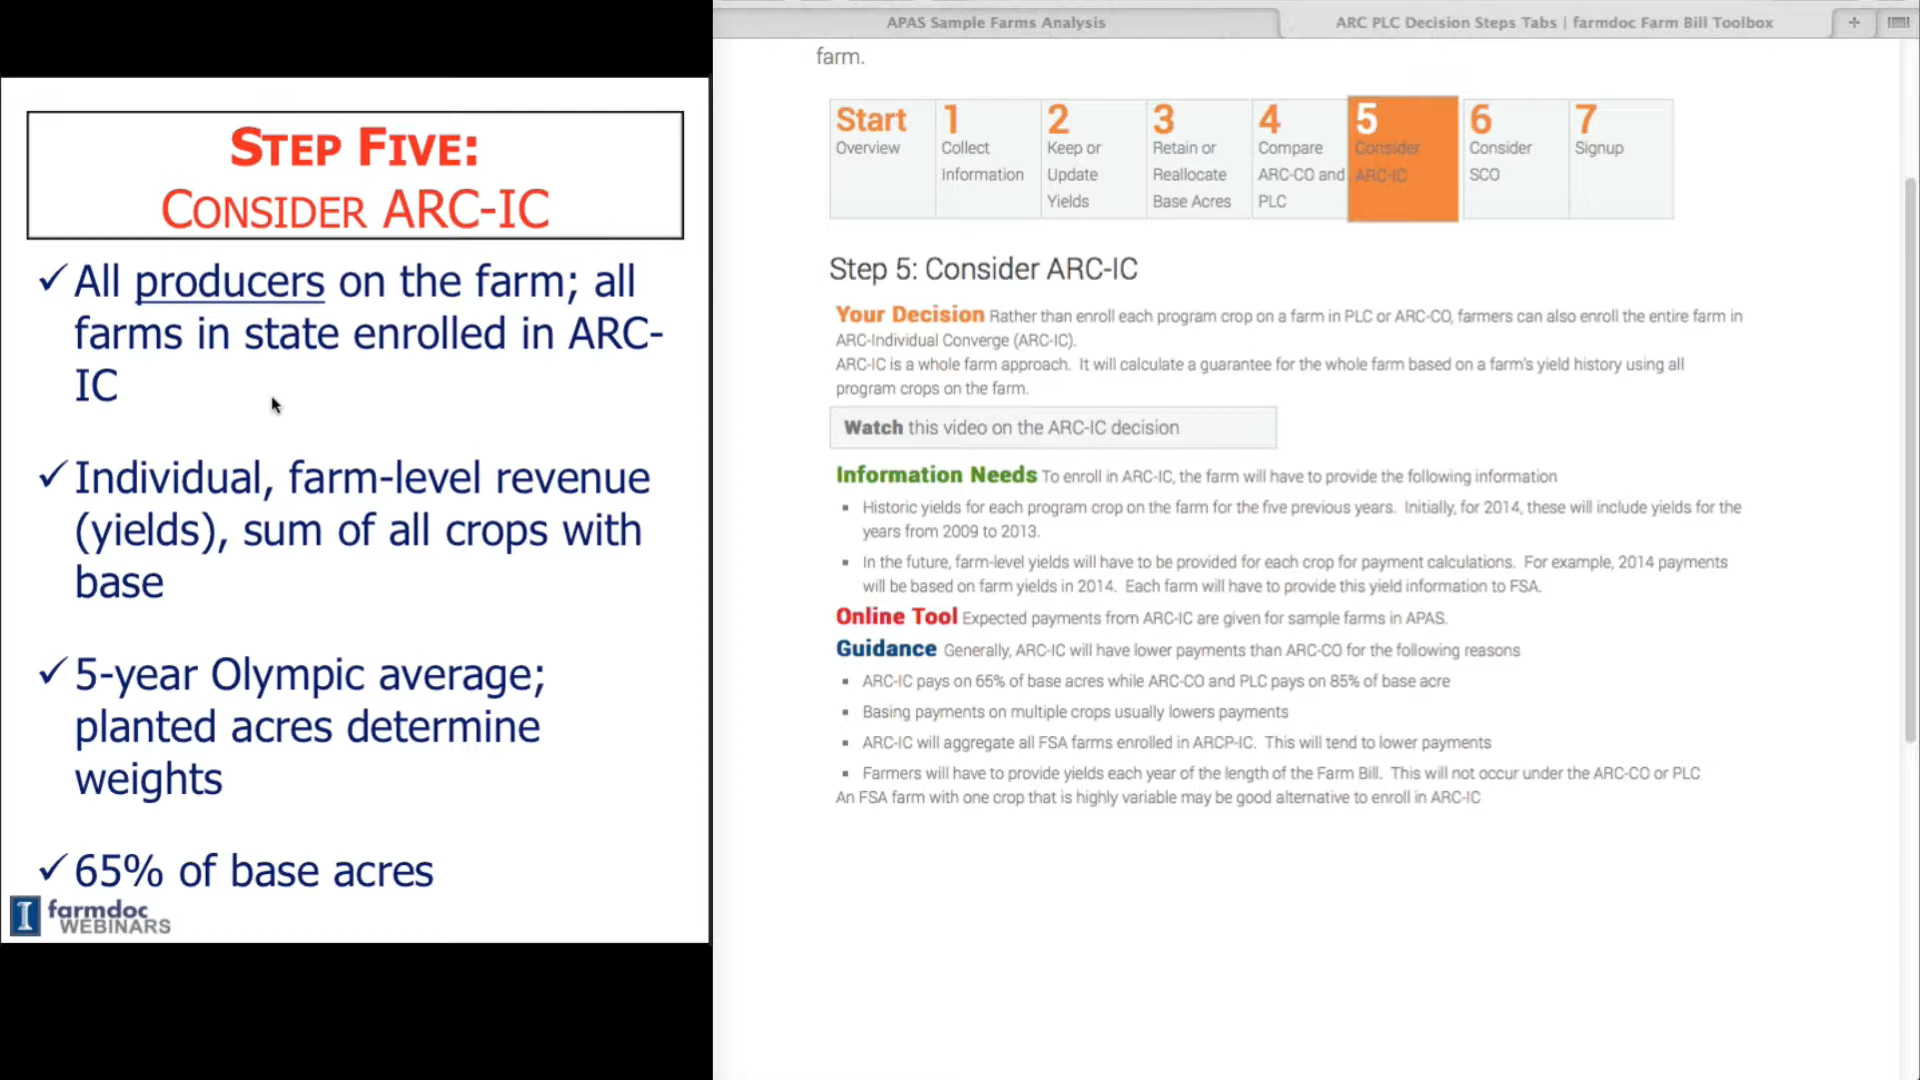 STEP FIVE:
CONSIDER ARC-IC
✓ All producers on the farm; all
farms in state enrolled in ARC-
IC
✓ Individual, farm-level revenue
(yields), sum of all crops with
base
✓ 5-year Olympic average;
planted acres determine
weights
✓ 65% of base acres
I farmdoc
WEBINARS
APAS Sample Farms Analysis
ARC PLC Decision Steps Tabs | farmdoc Farm Bill Toolbox
+
farm.
Start
Overview
1
Collect
Information
2
Keep or
Update
Yields
3
Retain or
Reallocate
Base Acres
4
Compare
ARC-CO and
PLC
5
Consider
ARC-IC
6
Consider
SCO
7
Signup
Step 5: Consider ARC-IC
Your Decision Rather than enroll each program crop on a farm in PLC or ARC-CO, farmers can also enroll the entire farm in
ARC-Individual Converge (ARC-IC).
ARC-IC is a whole farm approach. It will calculate a guarantee for the whole farm based on a farm's yield history using all
program crops on the farm.
Watch this video on the ARC-IC decision
Information Needs To enroll in ARC-IC, the farm will have to provide the following information
▪ Historic yields for each program crop on the farm for the five previous years. Initially, for 2014, these will include yields for the
years from 2009 to 2013.
▪ In the future, farm-level yields will have to be provided for each crop for payment calculations. For example, 2014 payments
will be based on farm yields in 2014. Each farm will have to provide this yield information to FSA.
Online Tool Expected payments from ARC-IC are given for sample farms in APAS.
Guidance Generally, ARC-IC will have lower payments than ARC-CO for the following reasons
▪ ARC-IC pays on 65% of base acres while ARC-CO and PLC pays on 85% of base acre
▪ Basing payments on multiple crops usually lowers payments
▪ ARC-IC will aggregate all FSA farms enrolled in ARCP-IC. This will tend to lower payments
▪ Farmers will have to provide yields each year of the length of the Farm Bill. This will not occur under the ARC-CO or PLC
An FSA farm with one crop that is highly variable may be good alternative to enroll in ARC-IC